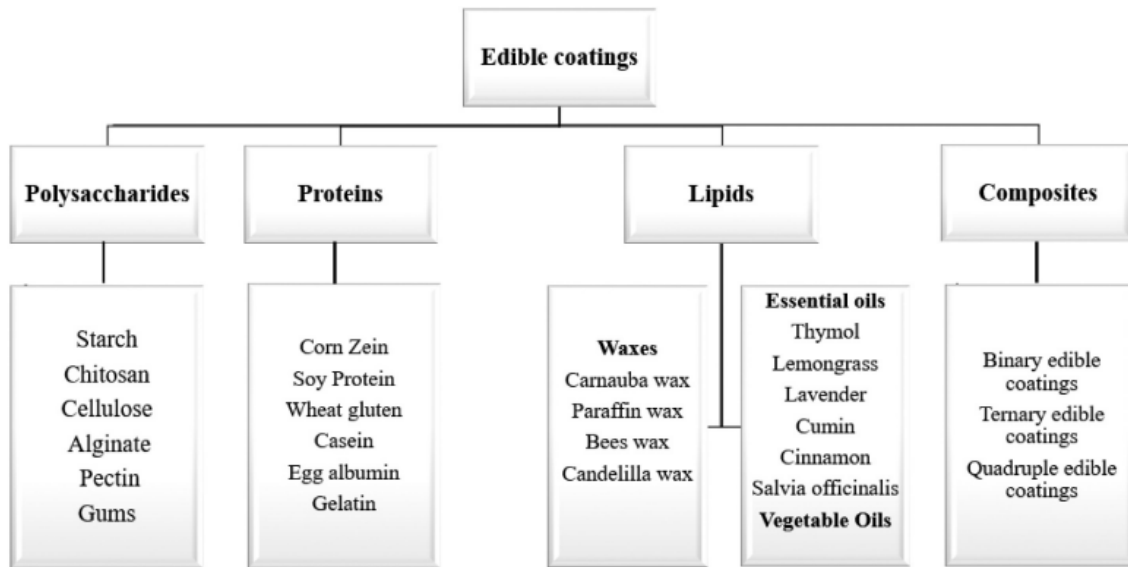 Edible coatings
Polysaccharides
Proteins
Lipids
Composites
Starch
Chitosan
Cellulose
Alginate
Pectin
Gums
Corn Zein
Soy Protein
Wheat gluten
Casein
Egg albumin
Gelatin
Waxes
Carnauba wax
Paraffin wax
Bees wax
Candelilla wax
Essential oils
Thymol
Lemongrass
Lavender
Cumin
Cinnamon
Salvia officinalis
Vegetable Oils
Binary edible
coatings
Ternary edible
coatings
Quadruple edible
coatings